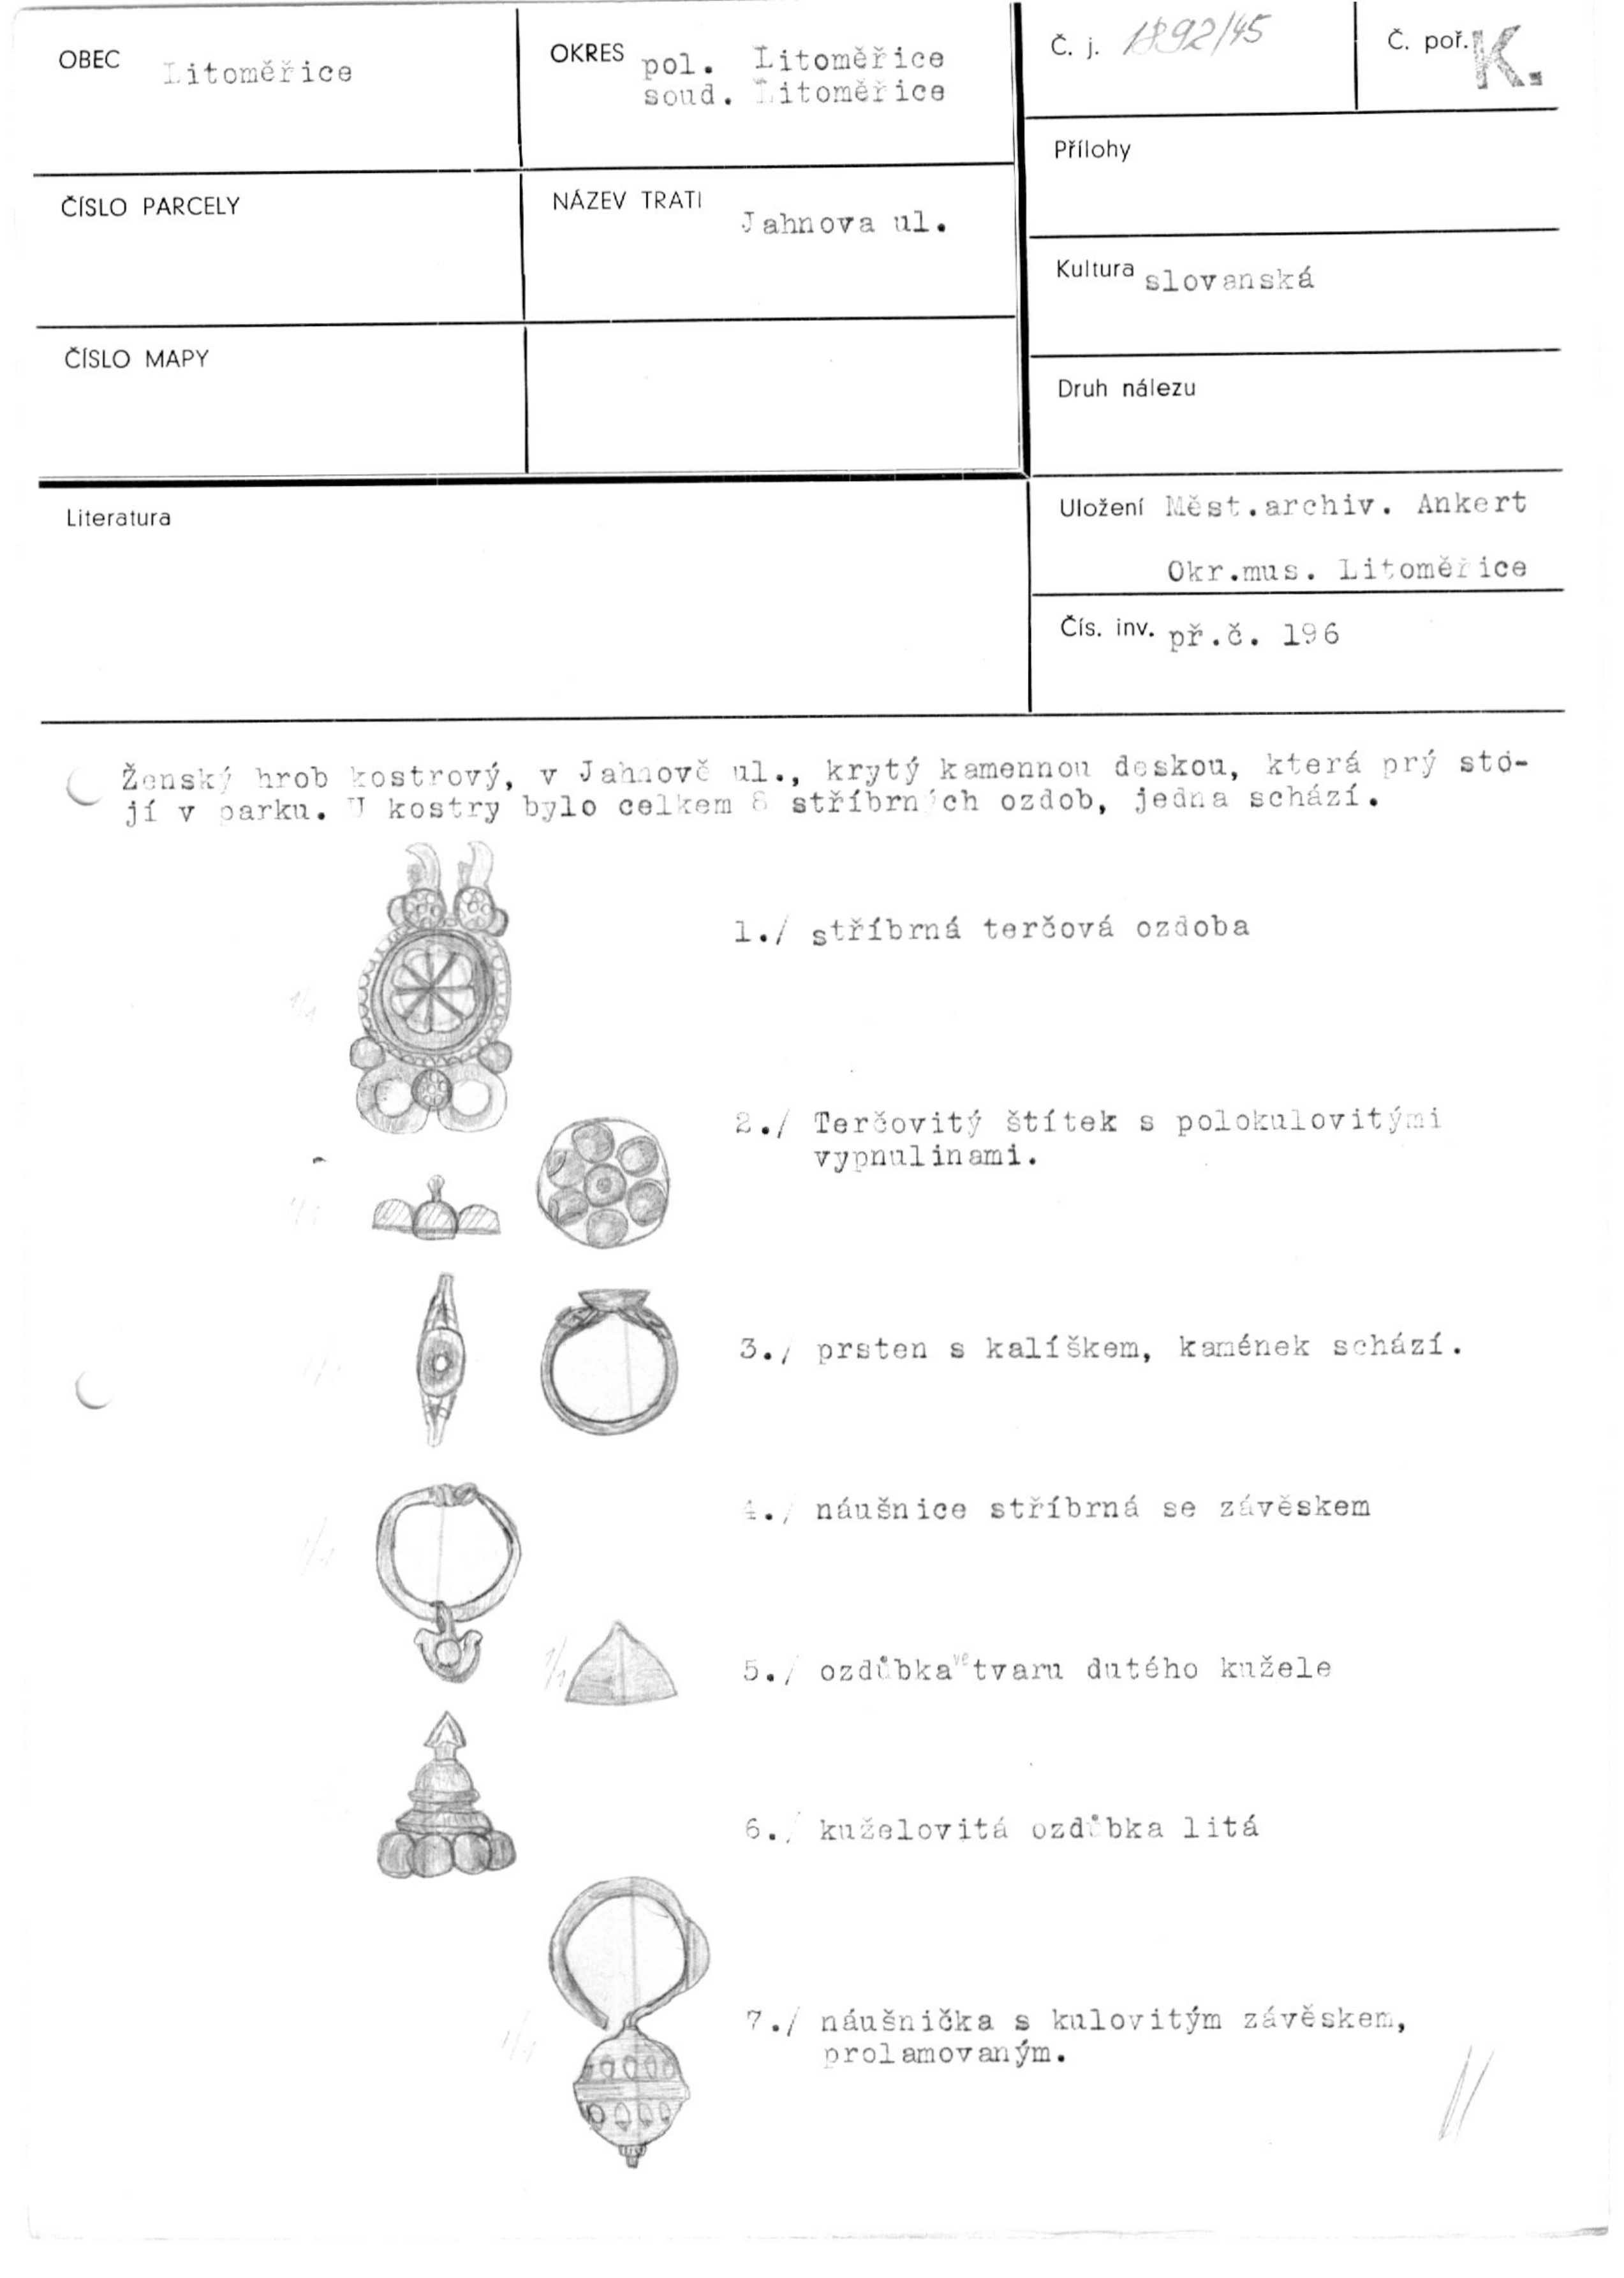 OBEC Litoměřice
OKRES pol. Litoměřice
soud. Litoměřice
Č. j. 1892/45
Č. poř. K.
Přílohy
ČÍSLO PARCELY
NÁZEV TRATI Jahnova ul.
Kultura slovanská
ČÍSLO MAPY
Druh nálezu
Literatura
Uložení Měst.archiv. Ankert
Okr.mus. Litoměřice
Čís. inv. př.č. 196
Ženský hrob kostrový, v Jahnově ul., krytý kamennou deskou, která prý sto-
jí v parku. U kostry bylo celkem 8 stříbrných ozdob, jedna schází.
1./ stříbrná terčová ozdoba
1/1
2./ Terčovitý štítek s polokulovitými
vypnulinami.
1/1
3./ prsten s kalíškem, kamének schází.
1/1
4./ náušnice stříbrná se závěskem
1/1
1/1
5./ ozdůbka ve tvaru dutého kužele
6./ kuželovitá ozdůbka litá
7./ náušnička s kulovitým závěskem,
1/1
prolamovaným.